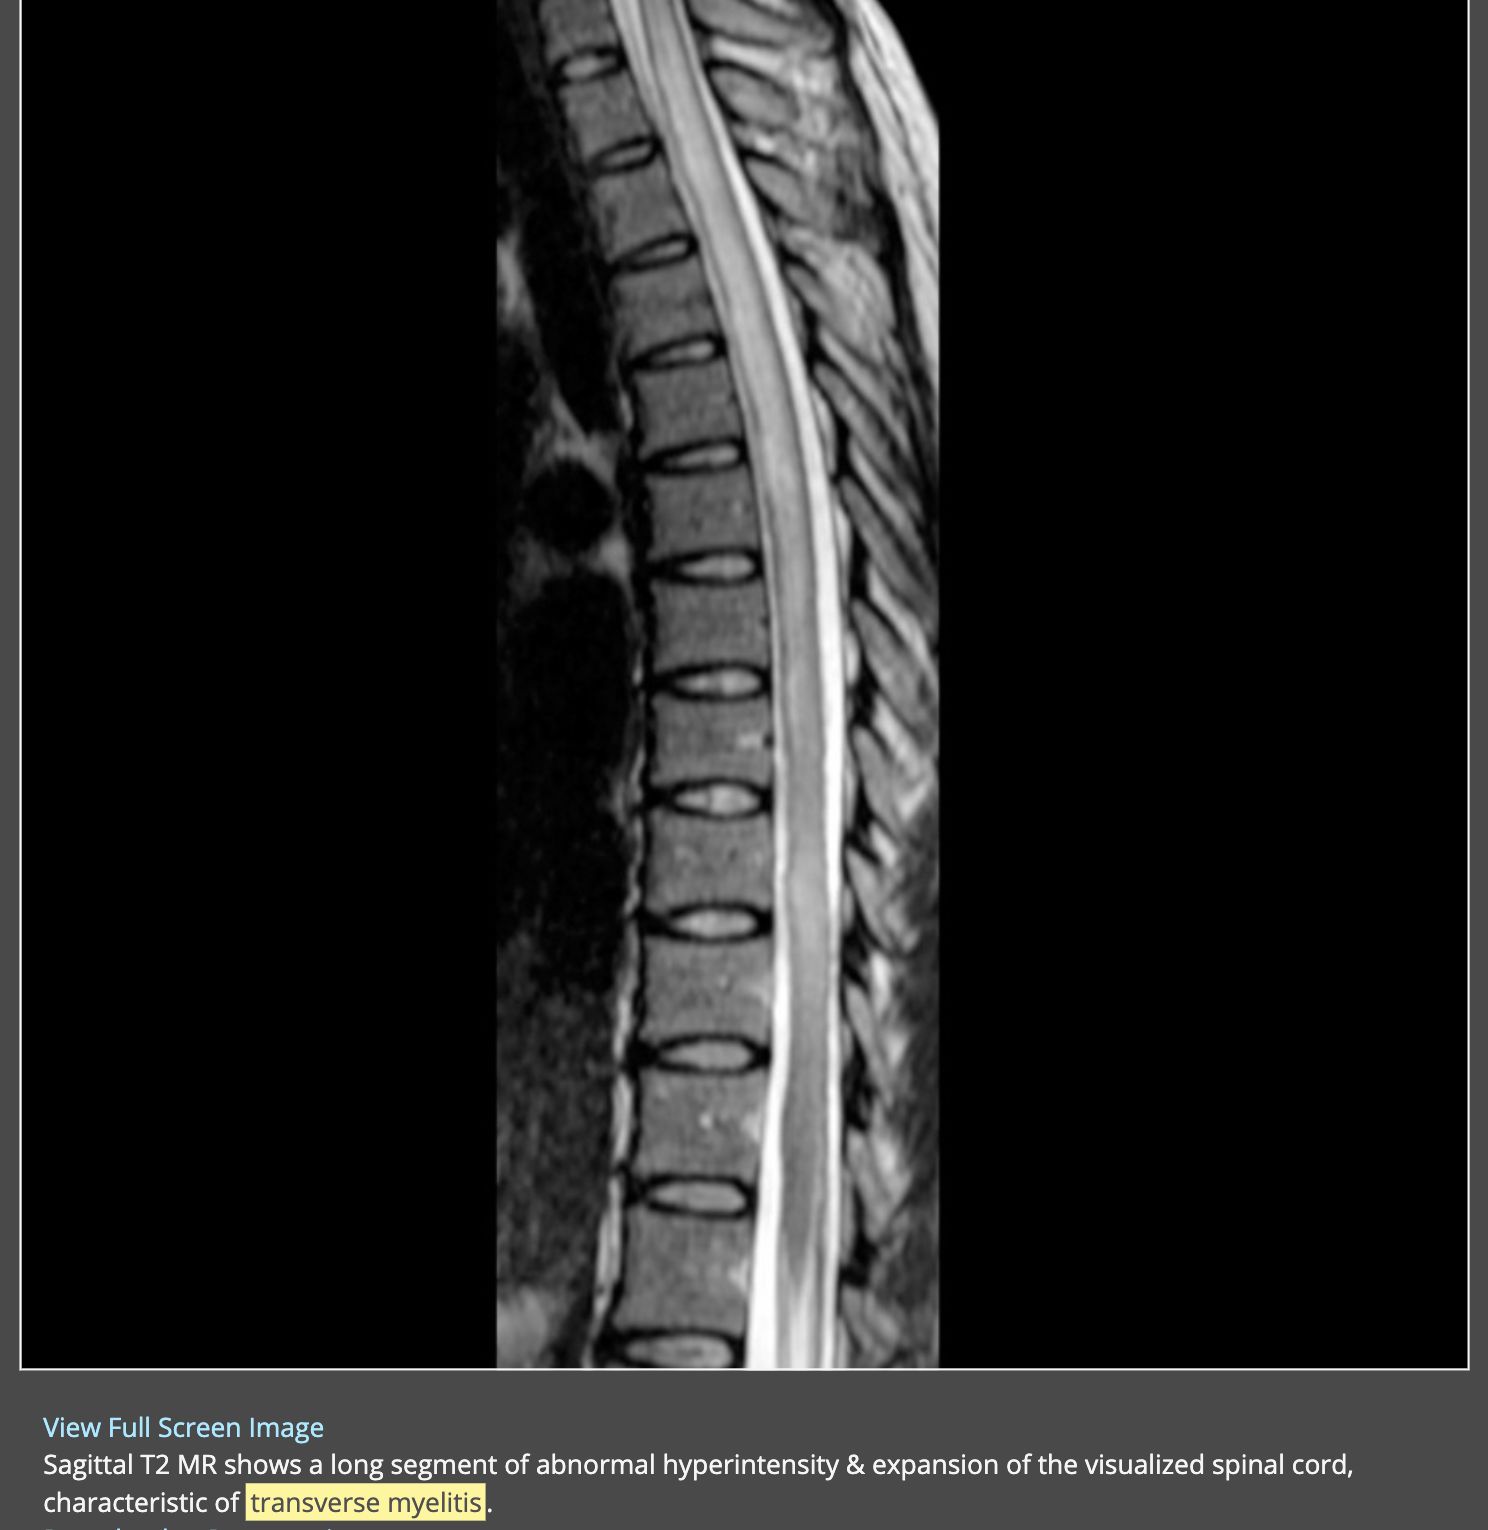 View Full Screen Image
Sagittal T2 MR shows a long segment of abnormal hyperintensity & expansion of the visualized spinal cord,
characteristic of transverse myelitis.